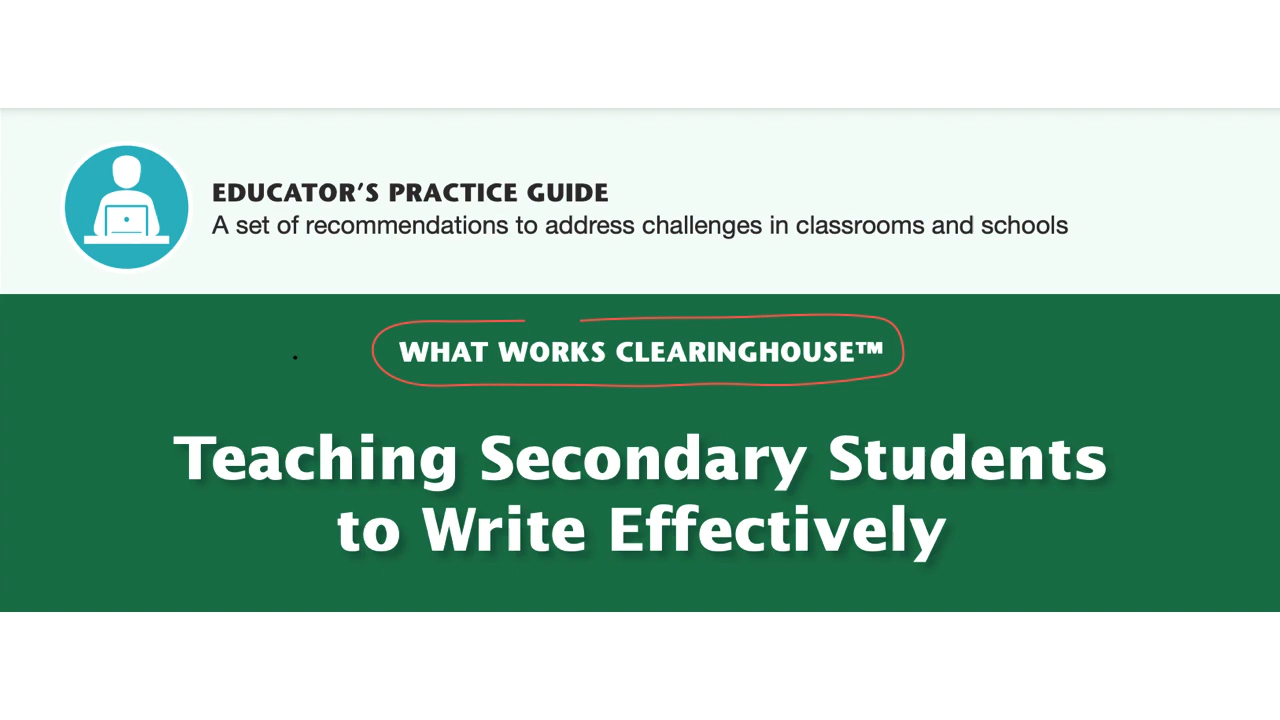 EDUCATOR'S PRACTICE GUIDE
A set of recommendations to address challenges in classrooms and schools
WHAT WORKS CLEARINGHOUSE™
Teaching Secondary Students
to Write Effectively